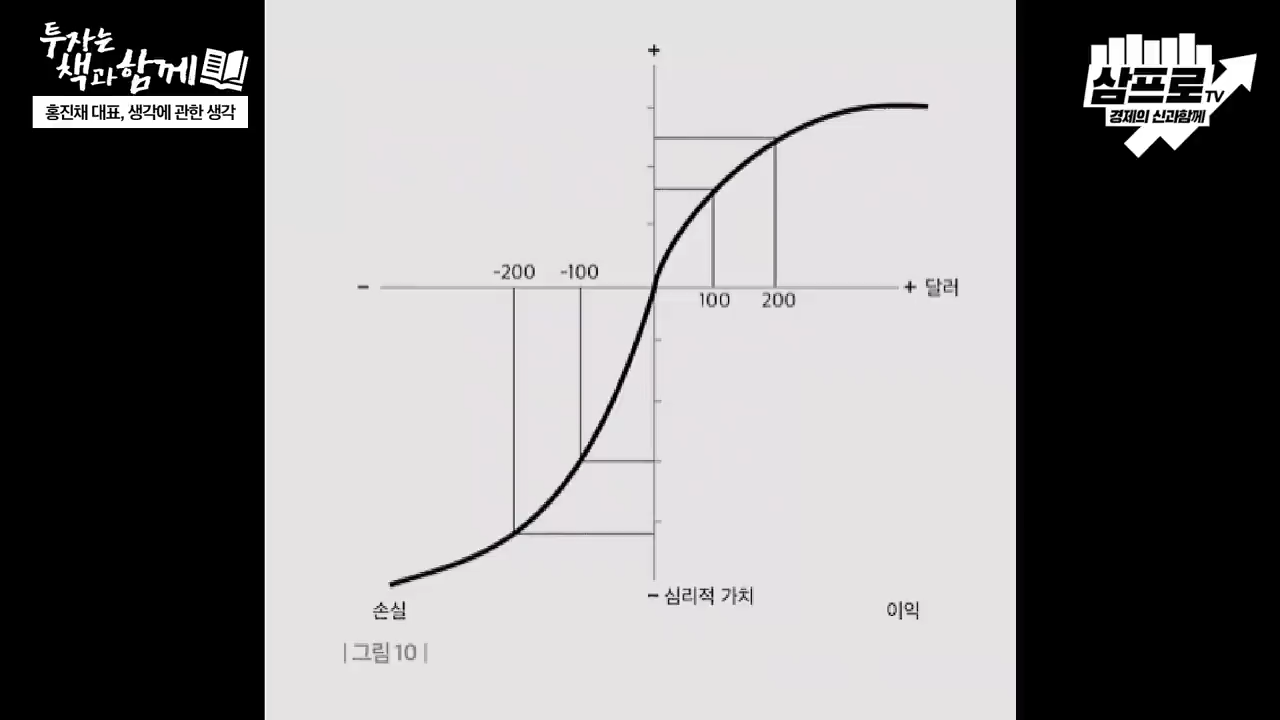 투자는
책과 함께
홍진채 대표, 생각에 관한 생각
삼프로TV
경제의 신과함께
+
-200 -100
- + 달러
100 200
- 심리적 가치
손실 이익
| 그림 10 |